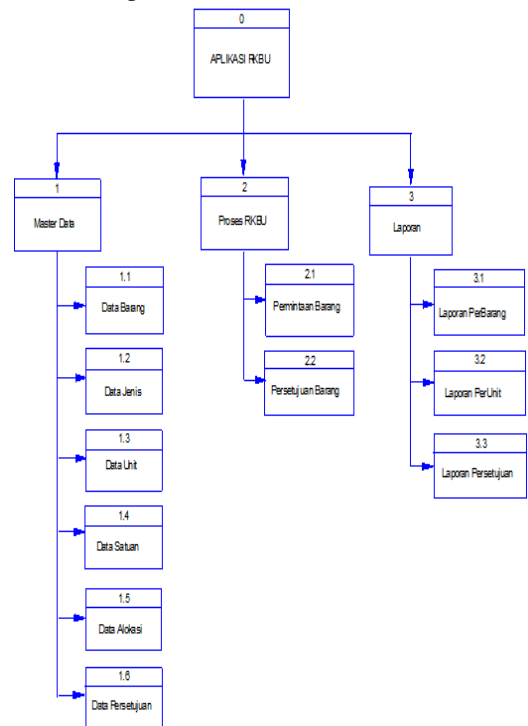 0
APLIKASI RKBU
1
Master Data
2
Proses RKBU
3
Laporan
1.1
Data Barang
1.2
Data Jenis
1.3
Data Unit
1.4
Data Satuan
1.5
Data Alokasi
1.6
Data Persetujuan
2.1
Permintaan Barang
2.2
Persetujuan Barang
3.1
Laporan PerBarang
3.2
Laporan PerUnit
3.3
Laporan Persetujuan